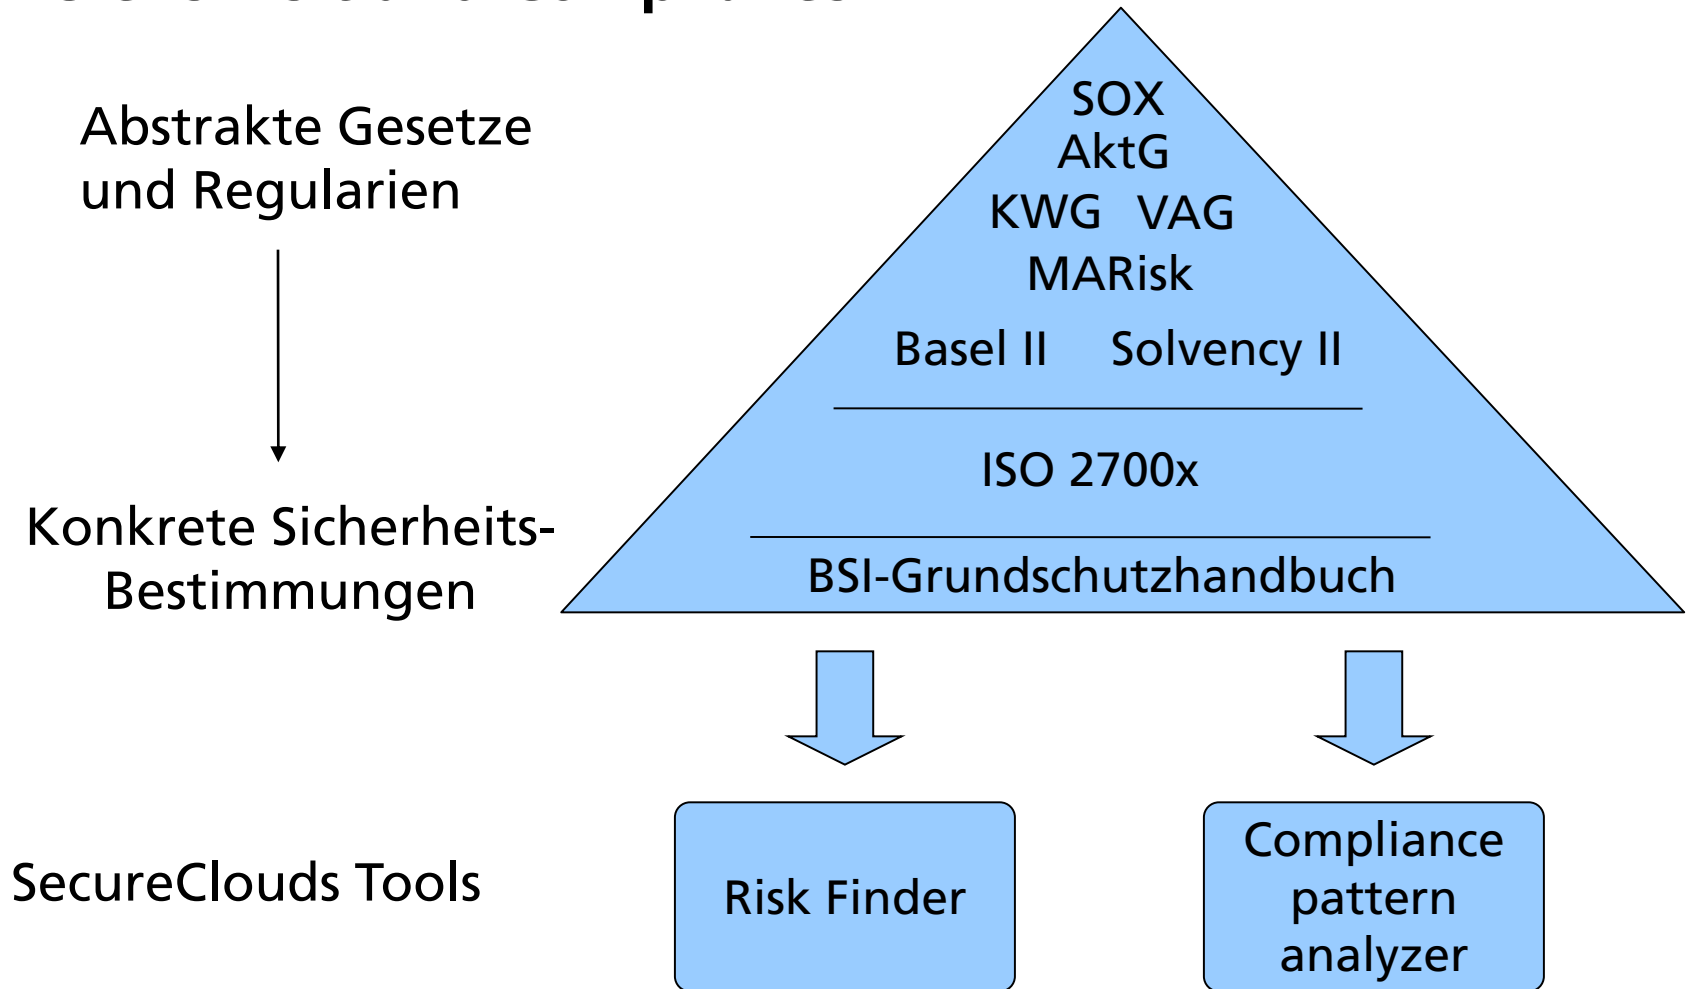 Abstrakte Gesetze
und Regularien
Konkrete Sicherheits-
Bestimmungen
SecureClouds Tools
SOX
AktG
KWG VAG
MARisk
Basel II Solvency II
ISO 2700x
BSI-Grundschutzhandbuch
Risk Finder
Compliance
pattern
analyzer